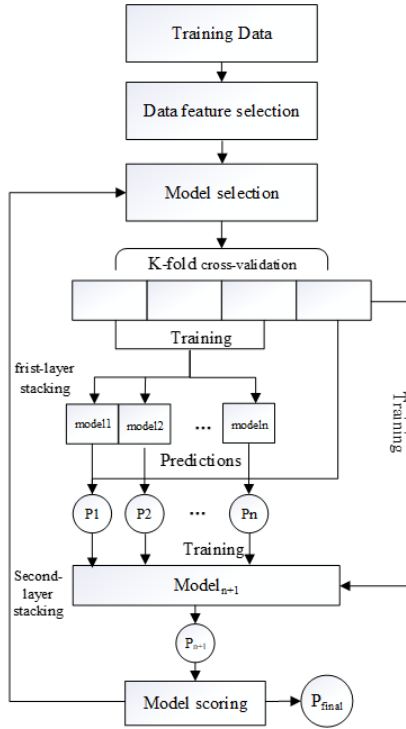 Training Data
Data feature selection
Model selection
K-fold cross-validation
Training
frist-layer
stacking
model1 model2 ... modeln
Training
Predictions
P1 P2 ... Pn
Training
Second-
layer
stacking
Model n+1
P n+1
Model scoring
P final